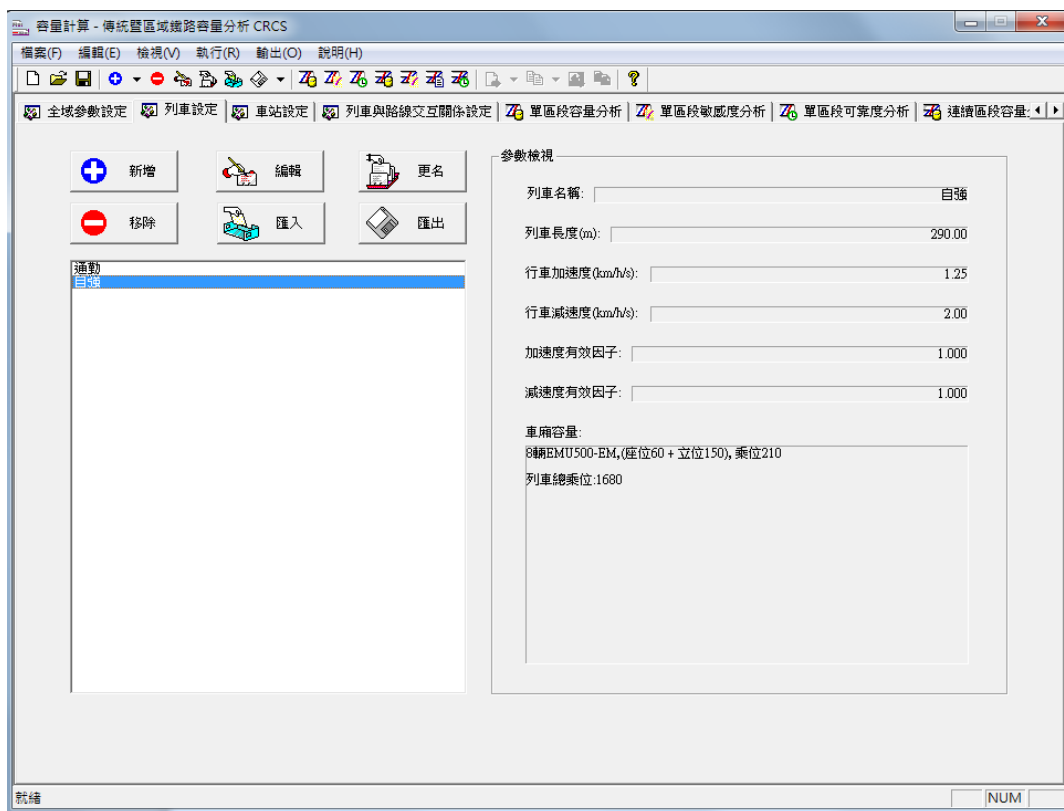 容量計算 - 傳統暨區域鐵路容量分析 CRCS
檔案(F) 編輯(E) 檢視(V) 執行(R) 輸出(O) 說明(H)
全域參數設定 列車設定 車站設定 列車與路線交互關係設定 單區段容量分析 單區段敏感度分析 單區段可靠度分析 連續區段容量
新增 編輯 更名
移除 匯入 匯出
通勤
自強
參數檢視
列車名稱: 自強
列車長度(m): 290.00
行車加速度(km/h/s): 1.25
行車減速度(km/h/s): 2.00
加速度有效因子: 1.000
減速度有效因子: 1.000
車廂容量:
8輛EMU500-EM,(座位60 + 立位150), 乘位210
列車總乘位:1680
就緒 NUM